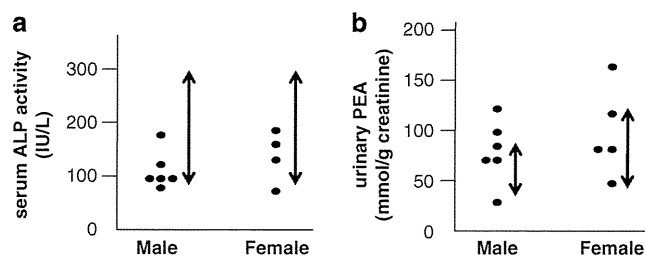 a
serum ALP activity
(IU/L)
300
200
100
0
Male Female
b
urinary PEA
(mmol/g creatinine)
200
150
100
50
0
Male Female